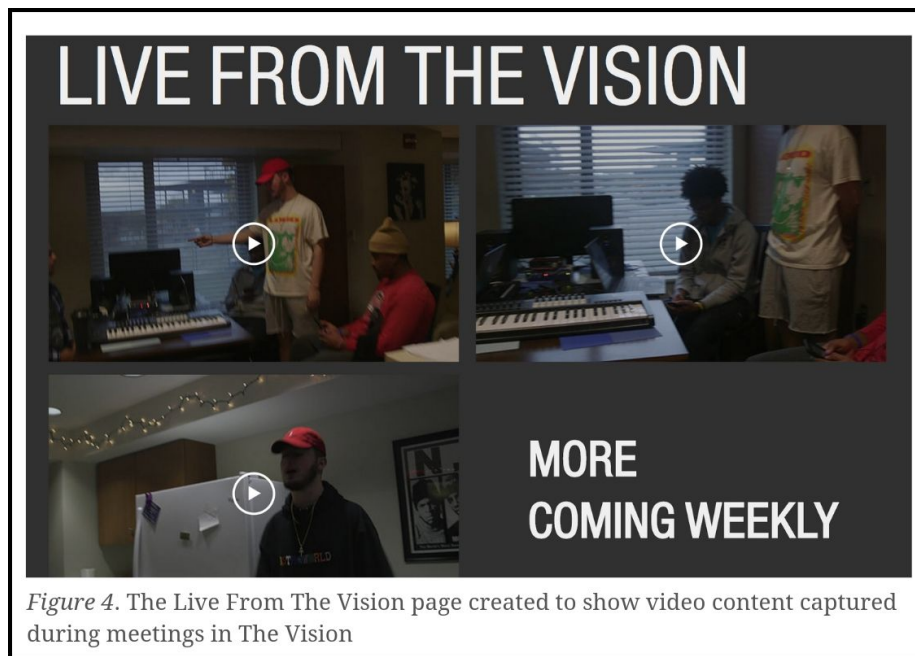 LIVE FROM THE VISION
MORE
COMING WEEKLY
Figure 4. The Live From The Vision page created to show video content captured
during meetings in The Vision